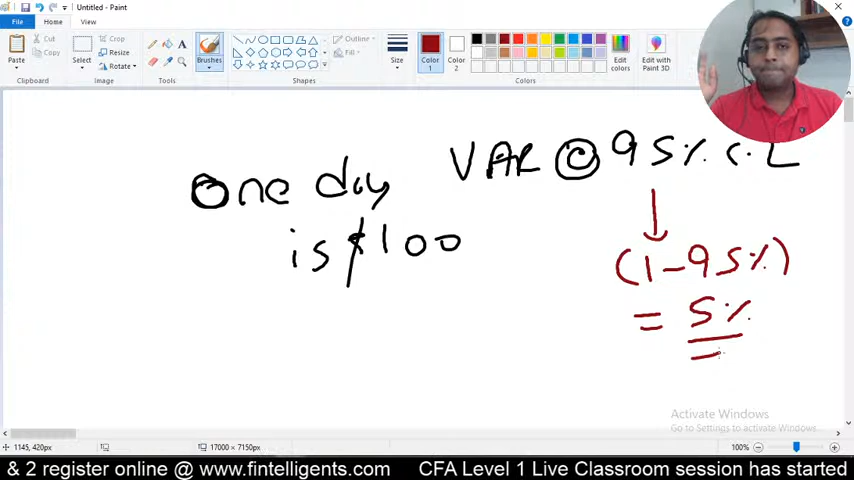 Untitled - Paint
File Home View
Paste Cut Copy Clipboard
Select Crop Resize Rotate Image
Tools
Brushes
Shapes Outline Fill
Size
Color 1 Color 2 Colors Edit colors Edit with Paint 3D
One day VAR @ 95% C.L
is $100
(1-95%)
= 5%
Activate Windows
Go to Settings to activate Windows.
1145, 420px 17000 × 7150px 100%
& 2 register online @ www.fintelligents.com CFA Level 1 Live Classroom session has started